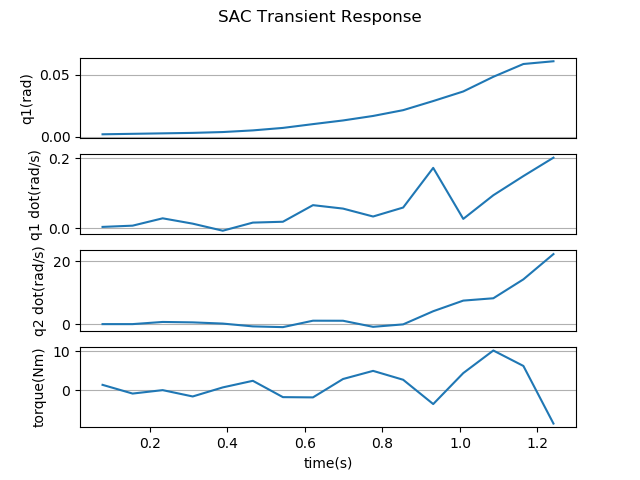 SAC Transient Response
q1(rad)
0.05
0.00
q1 dot(rad/s)
0.2
0.0
q2 dot(rad/s)
20
0
torque(Nm)
10
0
0.2 0.4 0.6 0.8 1.0 1.2
time(s)